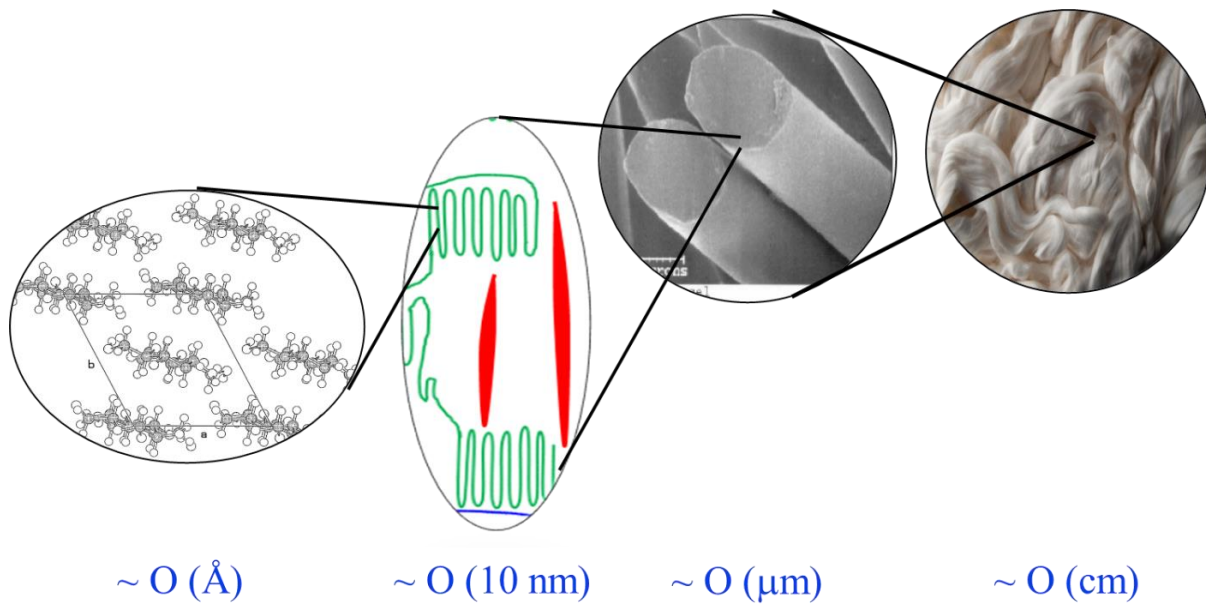 b
a
~ O (Å)
~ O (10 nm)
~ O (μm)
~ O (cm)